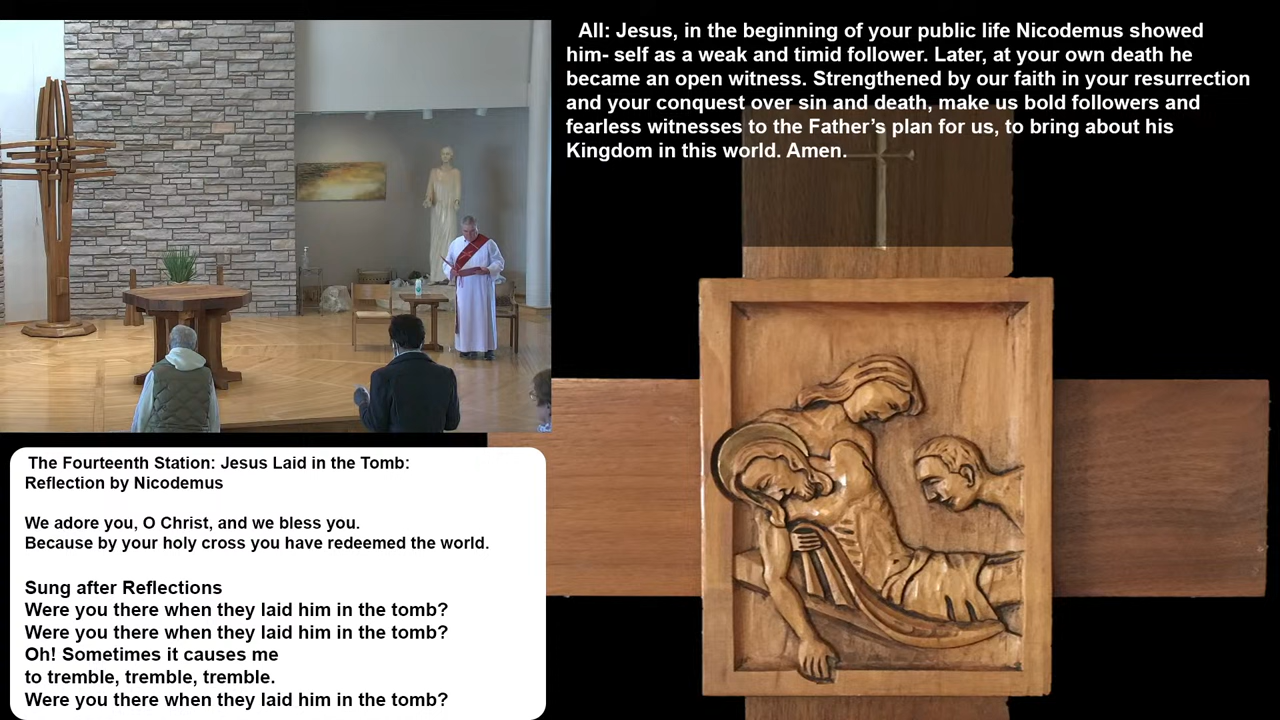 All: Jesus, in the beginning of your public life Nicodemus showed
him- self as a weak and timid follower. Later, at your own death he
became an open witness. Strengthened by our faith in your resurrection
and your conquest over sin and death, make us bold followers and
fearless witnesses to the Father’s plan for us, to bring about his
Kingdom in this world. Amen.
The Fourteenth Station: Jesus Laid in the Tomb:
Reflection by Nicodemus
We adore you, O Christ, and we bless you.
Because by your holy cross you have redeemed the world.
Sung after Reflections
Were you there when they laid him in the tomb?
Were you there when they laid him in the tomb?
Oh! Sometimes it causes me
to tremble, tremble, tremble.
Were you there when they laid him in the tomb?